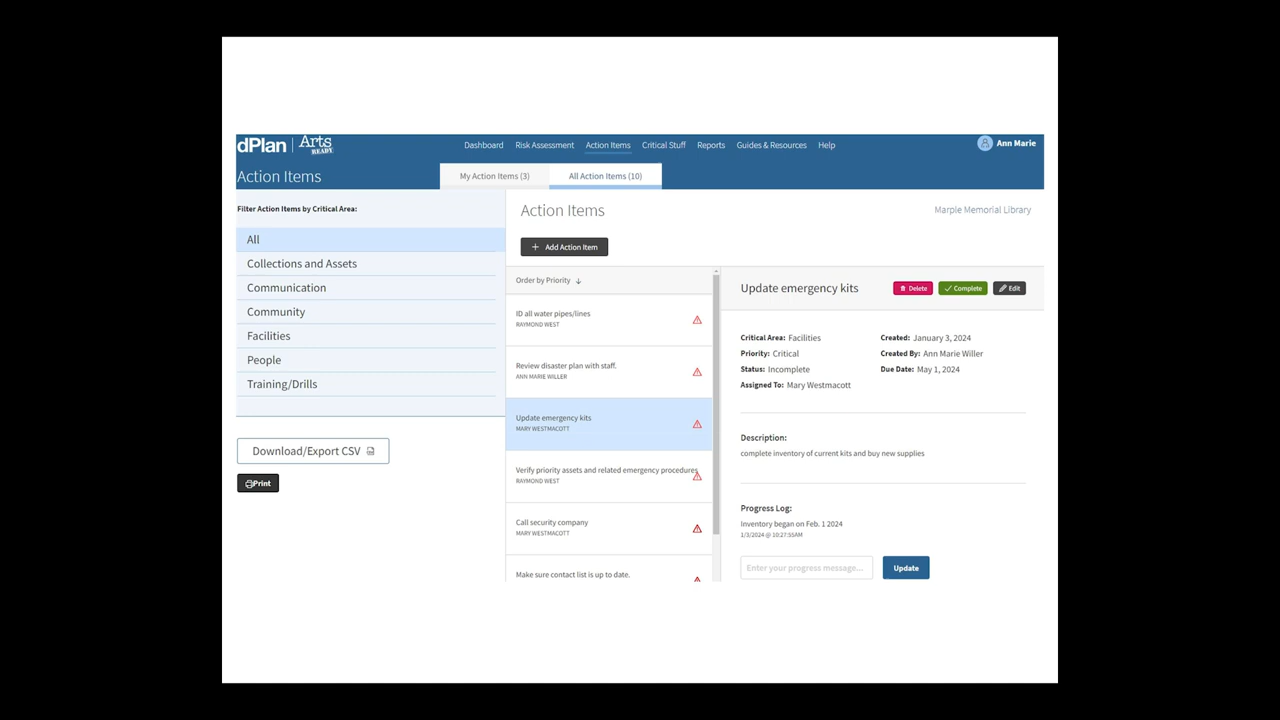 dPlan | Arts READY
Dashboard Risk Assessment Action Items Critical Stuff Reports Guides & Resources Help
Ann Marie
Action Items
My Action Items (3) All Action Items (10)
Filter Action Items by Critical Area:
All
Collections and Assets
Communication
Community
Facilities
People
Training/Drills
Download/Export CSV
Print
Action Items
Marple Memorial Library
+ Add Action Item
Order by Priority ↓
ID all water pipes/lines
RAYMOND WEST
Review disaster plan with staff.
ANN MARIE WILLER
Update emergency kits
MARY WESTMACOTT
Verify priority assets and related emergency procedures
RAYMOND WEST
Call security company
MARY WESTMACOTT
Make sure contact list is up to date.
Update emergency kits
Delete Complete Edit
Critical Area: Facilities Created: January 3, 2024
Priority: Critical Created By: Ann Marie Willer
Status: Incomplete Due Date: May 1, 2024
Assigned To: Mary Westmacott
Description:
complete inventory of current kits and buy new supplies
Progress Log:
Inventory began on Feb. 1 2024
1/3/2024 @ 10:27:55AM
Enter your progress message... Update